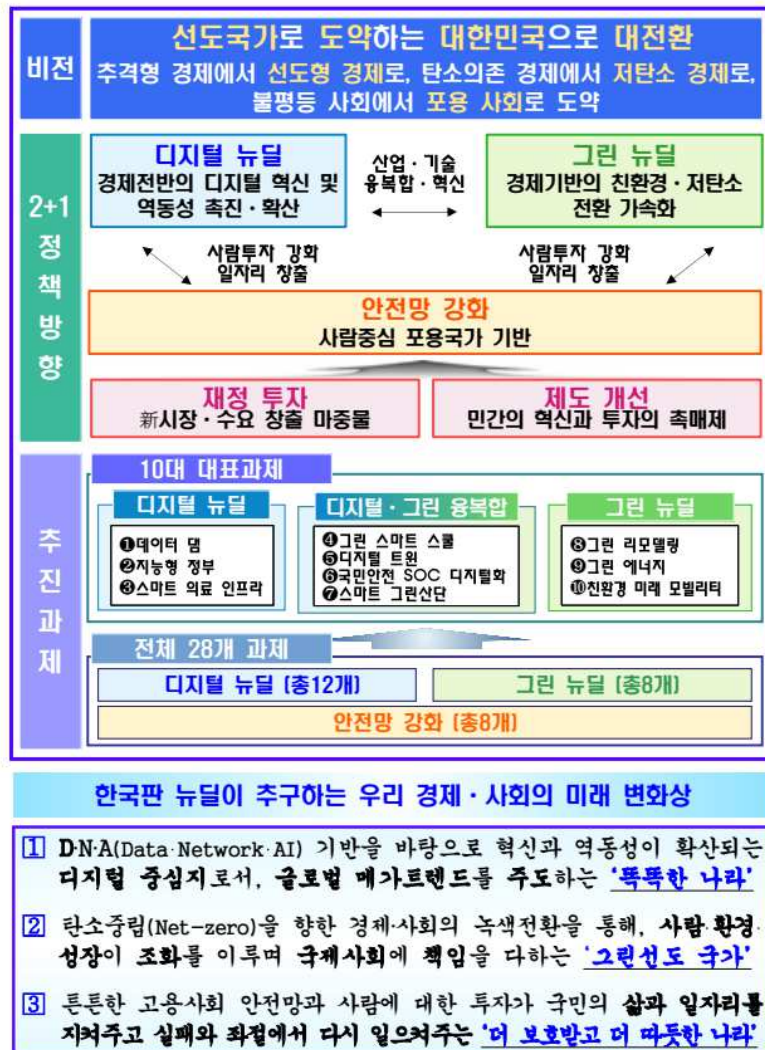 비전
선도국가로 도약하는 대한민국으로 대전환
추격형 경제에서 선도형 경제로, 탄소의존 경제에서 저탄소 경제로,
불평등 사회에서 포용 사회로 도약
2+1
정
책
방
향
디지털 뉴딜
경제전반의 디지털 혁신 및
역동성 촉진·확산
산업·기술
융복합·혁신
그린 뉴딜
경제기반의 친환경·저탄소
전환 가속화
사람투자 강화
일자리 창출
사람투자 강화
일자리 창출
안전망 강화
사람중심 포용국가 기반
재정 투자
新시장·수요 창출 마중물
제도 개선
민간의 혁신과 투자의 촉매제
추
진
과
제
10대 대표과제
디지털 뉴딜
❶데이터 댐
❷지능형 정부
❸스마트 의료 인프라
디지털·그린 융복합
❹그린 스마트 스쿨
❺디지털 트윈
❻국민안전 SOC 디지털화
❼스마트 그린산단
그린 뉴딜
❽그린 리모델링
❾그린 에너지
❿친환경 미래 모빌리티
전체 28개 과제
디지털 뉴딜 (총12개)
그린 뉴딜 (총8개)
안전망 강화 (총8개)
한국판 뉴딜이 추구하는 우리 경제·사회의 미래 변화상
1 D·N·A(Data·Network·AI) 기반을 바탕으로 혁신과 역동성이 확산되는
디지털 중심지로서, 글로벌 메가트렌드를 주도하는 '똑똑한 나라'
2 탄소중립(Net-zero)을 향한 경제·사회의 녹색전환을 통해, 사람·환경·
성장이 조화를 이루며 국제사회에 책임을 다하는 '그린선도 국가'
3 튼튼한 고용·사회 안전망과 사람에 대한 투자가 국민의 삶과 일자리를
지켜주고 실패와 좌절에서 다시 일으켜주는 '더 보호받고 더 따듯한 나라'